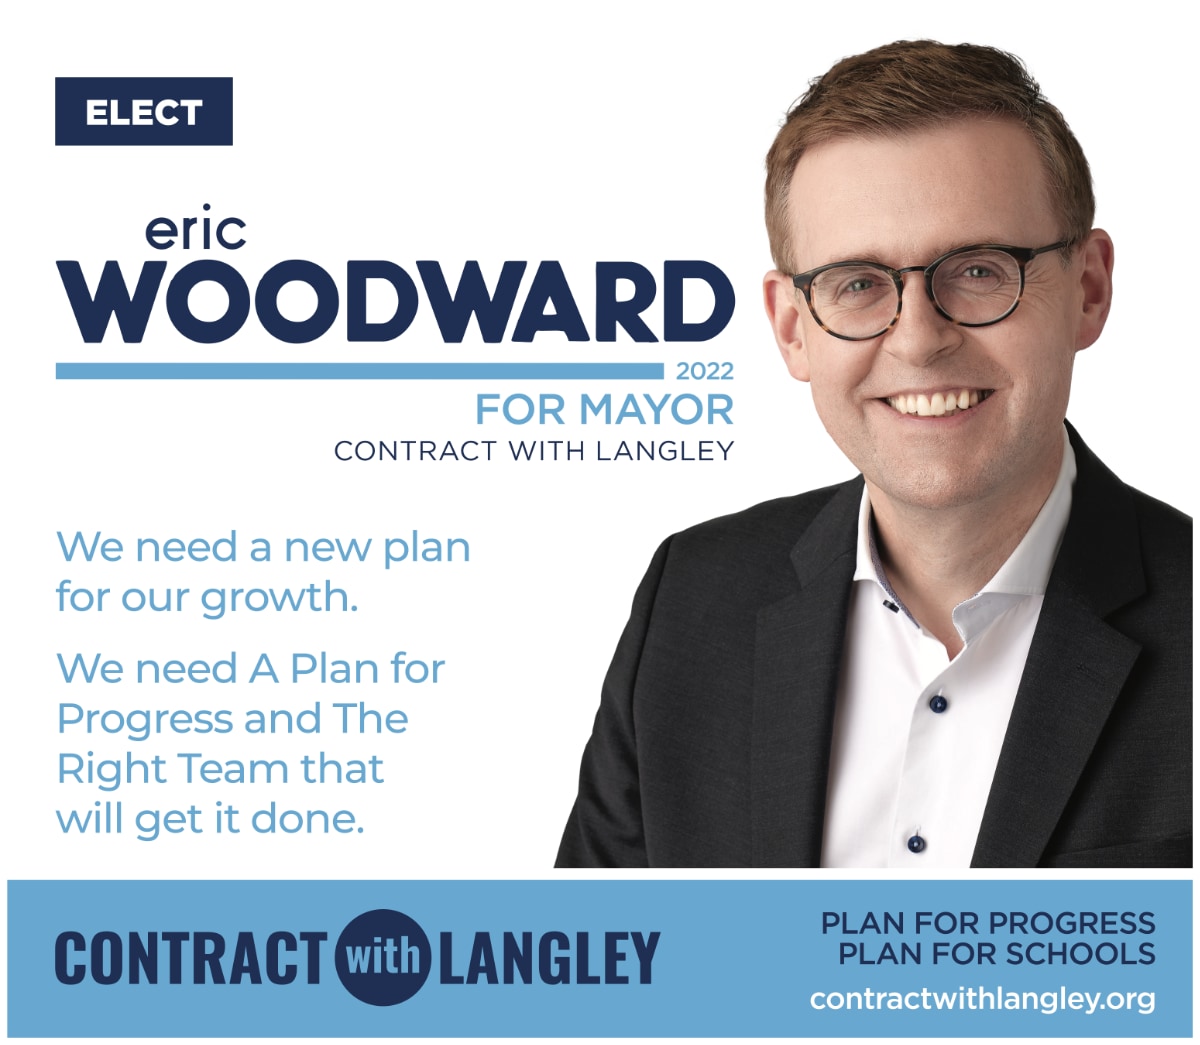 ELECT
eric
WOODWARD
2022
FOR MAYOR
CONTRACT WITH LANGLEY
We need a new plan
for our growth.
We need A Plan for
Progress and The
Right Team that
will get it done.
CONTRACT with LANGLEY
PLAN FOR PROGRESS
PLAN FOR SCHOOLS
contractwithlangley.org